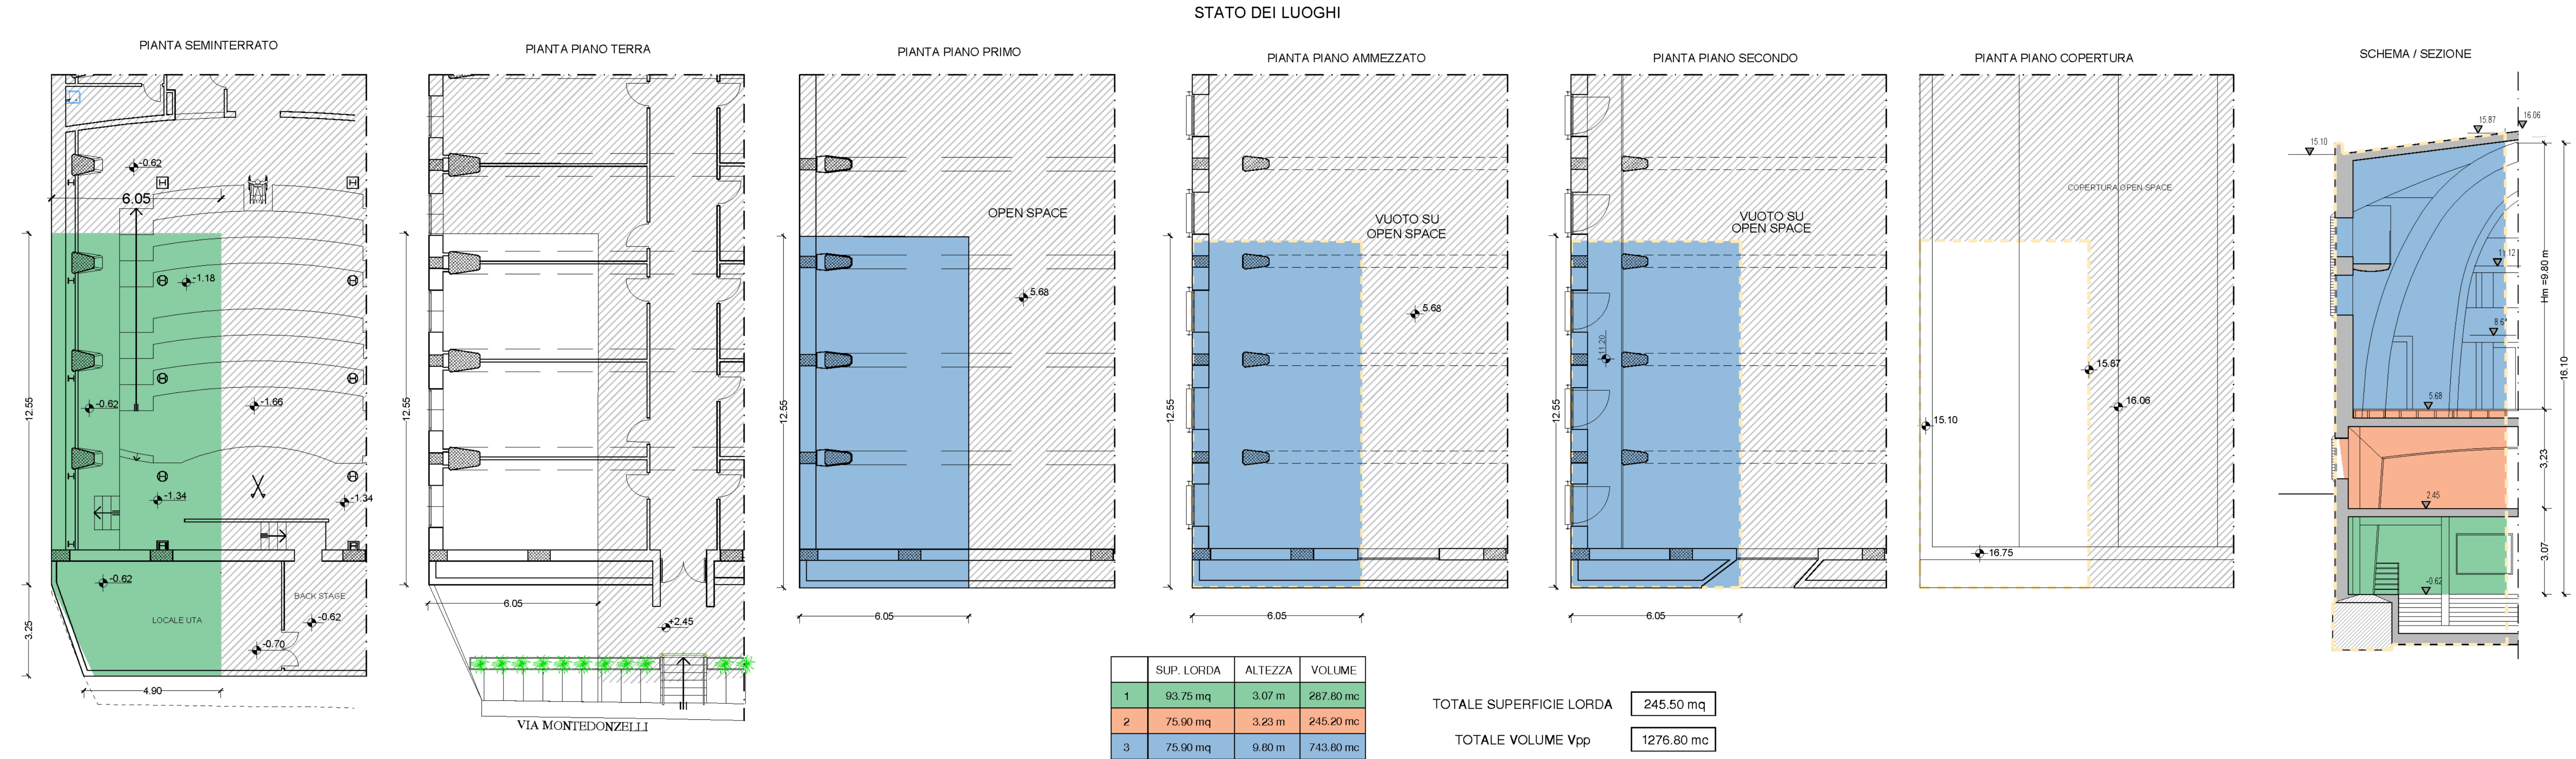 STATO DEI LUOGHI
PIANTA SEMINTERRATO
-0.62
6.05
-1.18
-0.62
-1.66
-1.34
-1.34
12.55
-0.62
BACK STAGE
LOCALE UTA
-0.62
-0.70
3.25
4.90
PIANTA PIANO TERRA
12.55
6.05
+2.45
VIA MONTEDONZELLI
PIANTA PIANO PRIMO
OPEN SPACE
5.68
12.55
6.05
PIANTA PIANO AMMEZZATO
VUOTO SU
OPEN SPACE
5.68
12.55
6.05
PIANTA PIANO SECONDO
VUOTO SU
OPEN SPACE
11.20
12.55
6.05
PIANTA PIANO COPERTURA
COPERTURA OPEN SPACE
15.87
16.06
15.10
16.75
SCHEMA / SEZIONE
15.87
16.06
15.10
Hm =9.80 m
5.68
16.10
3.23
2.45
3.07
-0.62
SUP. LORDA ALTEZZA VOLUME
1 93.75 mq 3.07 m 287.80 mc
2 75.90 mq 3.23 m 245.20 mc
3 75.90 mq 9.80 m 743.80 mc
TOTALE SUPERFICIE LORDA 245.50 mq
TOTALE VOLUME Vpp 1276.80 mc